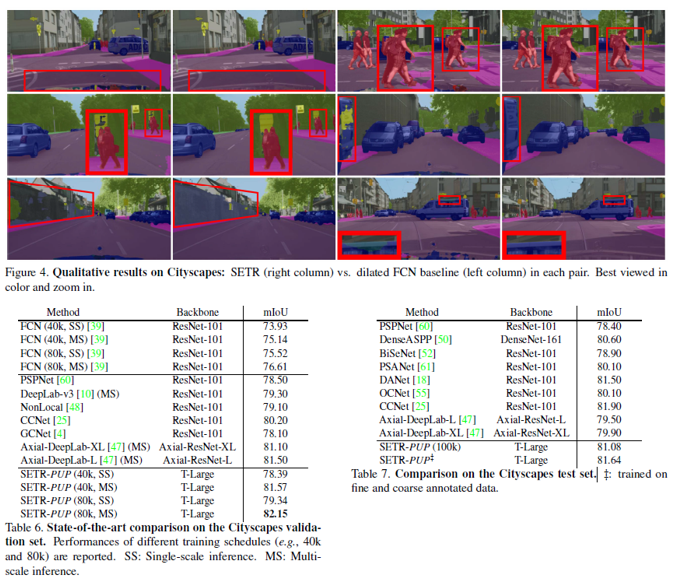 Figure 4. Qualitative results on Cityscapes: SETR (right column) vs. dilated FCN baseline (left column) in each pair. Best viewed in
color and zoom in.
Method Backbone mIoU
FCN (40k, SS) [39] ResNet-101 73.93
FCN (40k, MS) [39] ResNet-101 75.14
FCN (80k, SS) [39] ResNet-101 75.52
FCN (80k, MS) [39] ResNet-101 76.61
PSPNet [60] ResNet-101 78.50
DeepLab-v3 [10] (MS) ResNet-101 79.30
NonLocal [48] ResNet-101 79.10
CCNet [25] ResNet-101 80.20
GCNet [4] ResNet-101 78.10
Axial-DeepLab-XL [47] (MS) Axial-ResNet-XL 81.10
Axial-DeepLab-L [47] (MS) Axial-ResNet-L 81.50
SETR-PUP (40k, SS) T-Large 78.39
SETR-PUP (40k, MS) T-Large 81.57
SETR-PUP (80k, SS) T-Large 79.34
SETR-PUP (80k, MS) T-Large 82.15
Table 6. State-of-the-art comparison on the Cityscapes valida-
tion set. Performances of different training schedules (e.g., 40k
and 80k) are reported. SS: Single-scale inference. MS: Multi-
scale inference.
Method Backbone mIoU
PSPNet [60] ResNet-101 78.40
DenseASPP [50] DenseNet-161 80.60
BiSeNet [52] ResNet-101 78.90
PSANet [61] ResNet-101 80.10
DANet [18] ResNet-101 81.50
OCNet [55] ResNet-101 80.10
CCNet [25] ResNet-101 81.90
Axial-DeepLab-L [47] Axial-ResNet-L 79.50
Axial-DeepLab-XL [47] Axial-ResNet-XL 79.90
SETR-PUP (100k) T-Large 81.08
SETR-PUP‡ T-Large 81.64
Table 7. Comparison on the Cityscapes test set. ‡: trained on
fine and coarse annotated data.